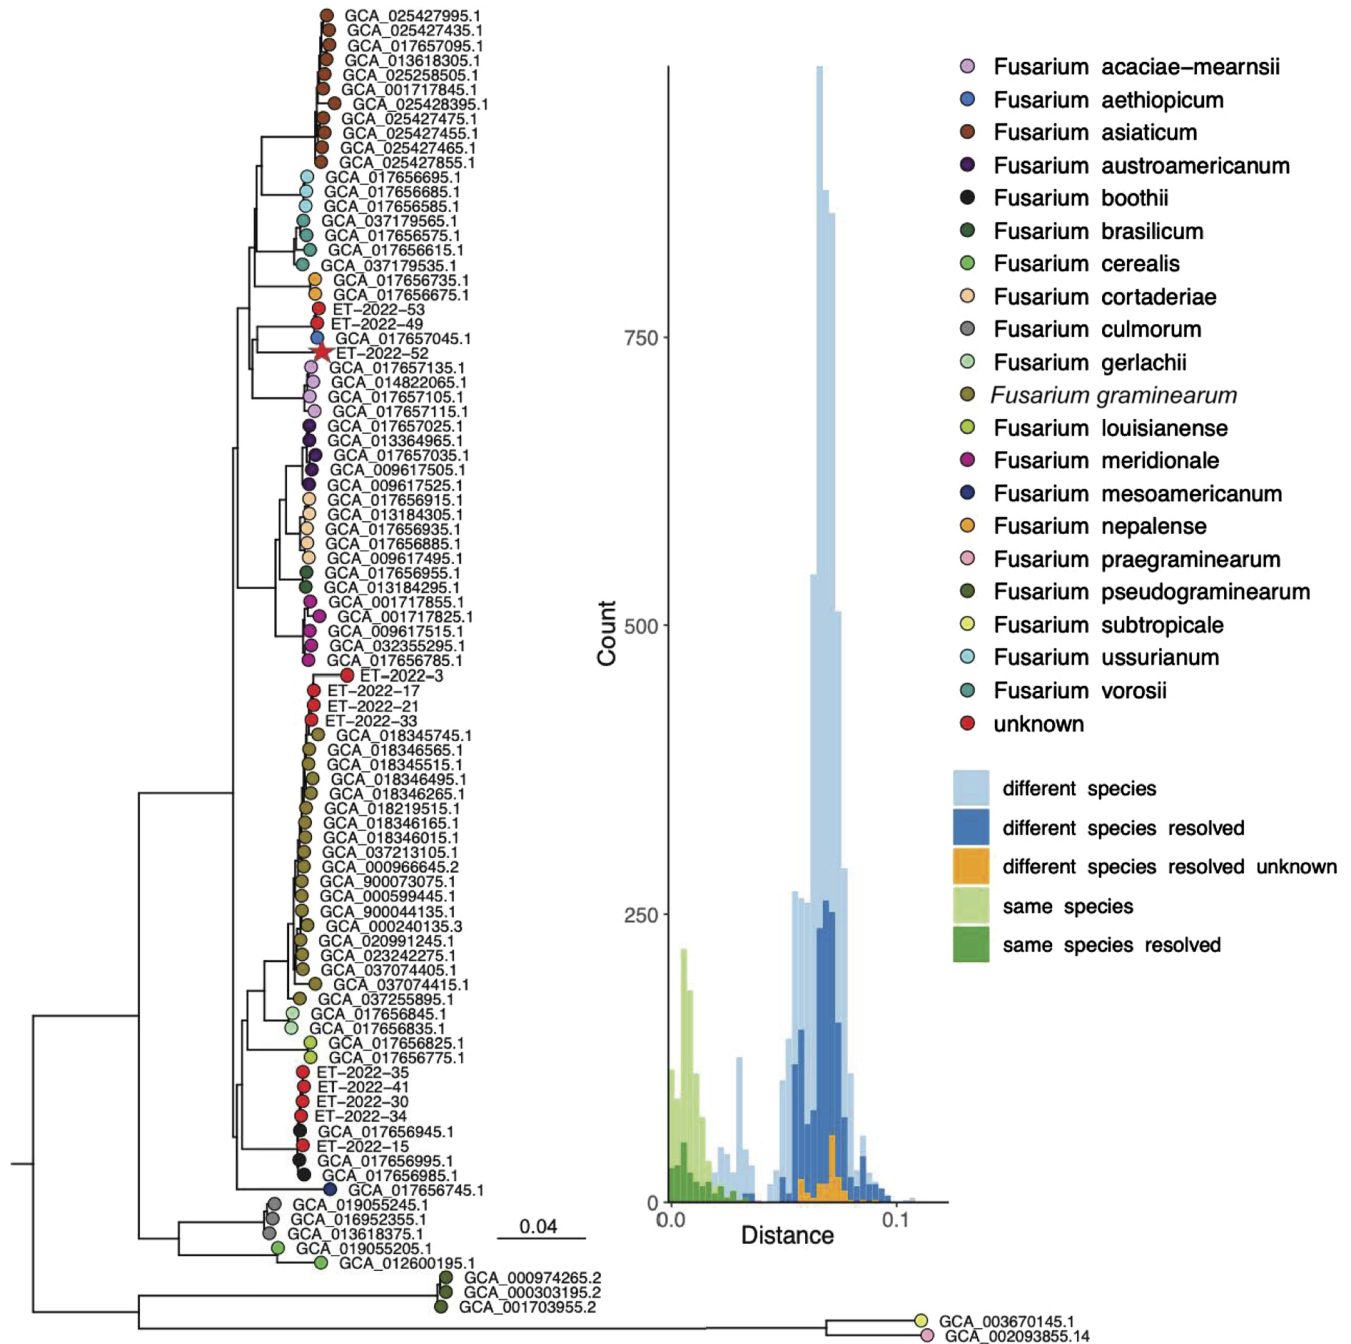 GCA_025427995.1
GCA_025427435.1
GCA_017657095.1
GCA_013618305.1
GCA_025258505.1
GCA_001717845.1
GCA_025428395.1
GCA_025427475.1
GCA_025427455.1
GCA_025427465.1
GCA_025427855.1
GCA_017656695.1
GCA_017656685.1
GCA_017656585.1
GCA_037179565.1
GCA_017656575.1
GCA_017656615.1
GCA_037179535.1
GCA_017656735.1
GCA_017656675.1
ET-2022-53
ET-2022-49
GCA_017657045.1
ET-2022-52
GCA_017657135.1
GCA_014822065.1
GCA_017657105.1
GCA_017657115.1
GCA_017657025.1
GCA_013364965.1
GCA_017657035.1
GCA_009617505.1
GCA_009617525.1
GCA_017656915.1
GCA_013184305.1
GCA_017656935.1
GCA_017656885.1
GCA_009617495.1
GCA_017656955.1
GCA_013184295.1
GCA_001717855.1
GCA_001717825.1
GCA_009617515.1
GCA_032355295.1
GCA_017656785.1
ET-2022-3
ET-2022-17
ET-2022-21
ET-2022-33
GCA_018345745.1
GCA_018346565.1
GCA_018345515.1
GCA_018346495.1
GCA_018346265.1
GCA_018219515.1
GCA_018346165.1
GCA_018346015.1
GCA_037213105.1
GCA_000966645.2
GCA_900073075.1
GCA_000599445.1
GCA_900044135.1
GCA_000240135.3
GCA_020991245.1
GCA_023242275.1
GCA_037074405.1
GCA_037074415.1
GCA_037255895.1
GCA_017656845.1
GCA_017656835.1
GCA_017656825.1
GCA_017656775.1
ET-2022-35
ET-2022-41
ET-2022-30
ET-2022-34
GCA_017656945.1
ET-2022-15
GCA_017656995.1
GCA_017656985.1
GCA_017656745.1
GCA_019055245.1
GCA_016952355.1
GCA_013618375.1
GCA_019055205.1
GCA_012600195.1
GCA_000974265.2
GCA_000303195.2
GCA_001703955.2
GCA_003670145.1
GCA_002093855.14
0.04
Count
750
500
250
0
0.0
0.1
Distance
Fusarium acaciae–mearnsii
Fusarium aethiopicum
Fusarium asiaticum
Fusarium austroamericanum
Fusarium boothii
Fusarium brasilicum
Fusarium cerealis
Fusarium cortaderiae
Fusarium culmorum
Fusarium gerlachii
Fusarium graminearum
Fusarium louisianense
Fusarium meridionale
Fusarium mesoamericanum
Fusarium nepalense
Fusarium praegraminearum
Fusarium pseudograminearum
Fusarium subtropicale
Fusarium ussurianum
Fusarium vorosii
unknown
different species
different species resolved
different species resolved unknown
same species
same species resolved